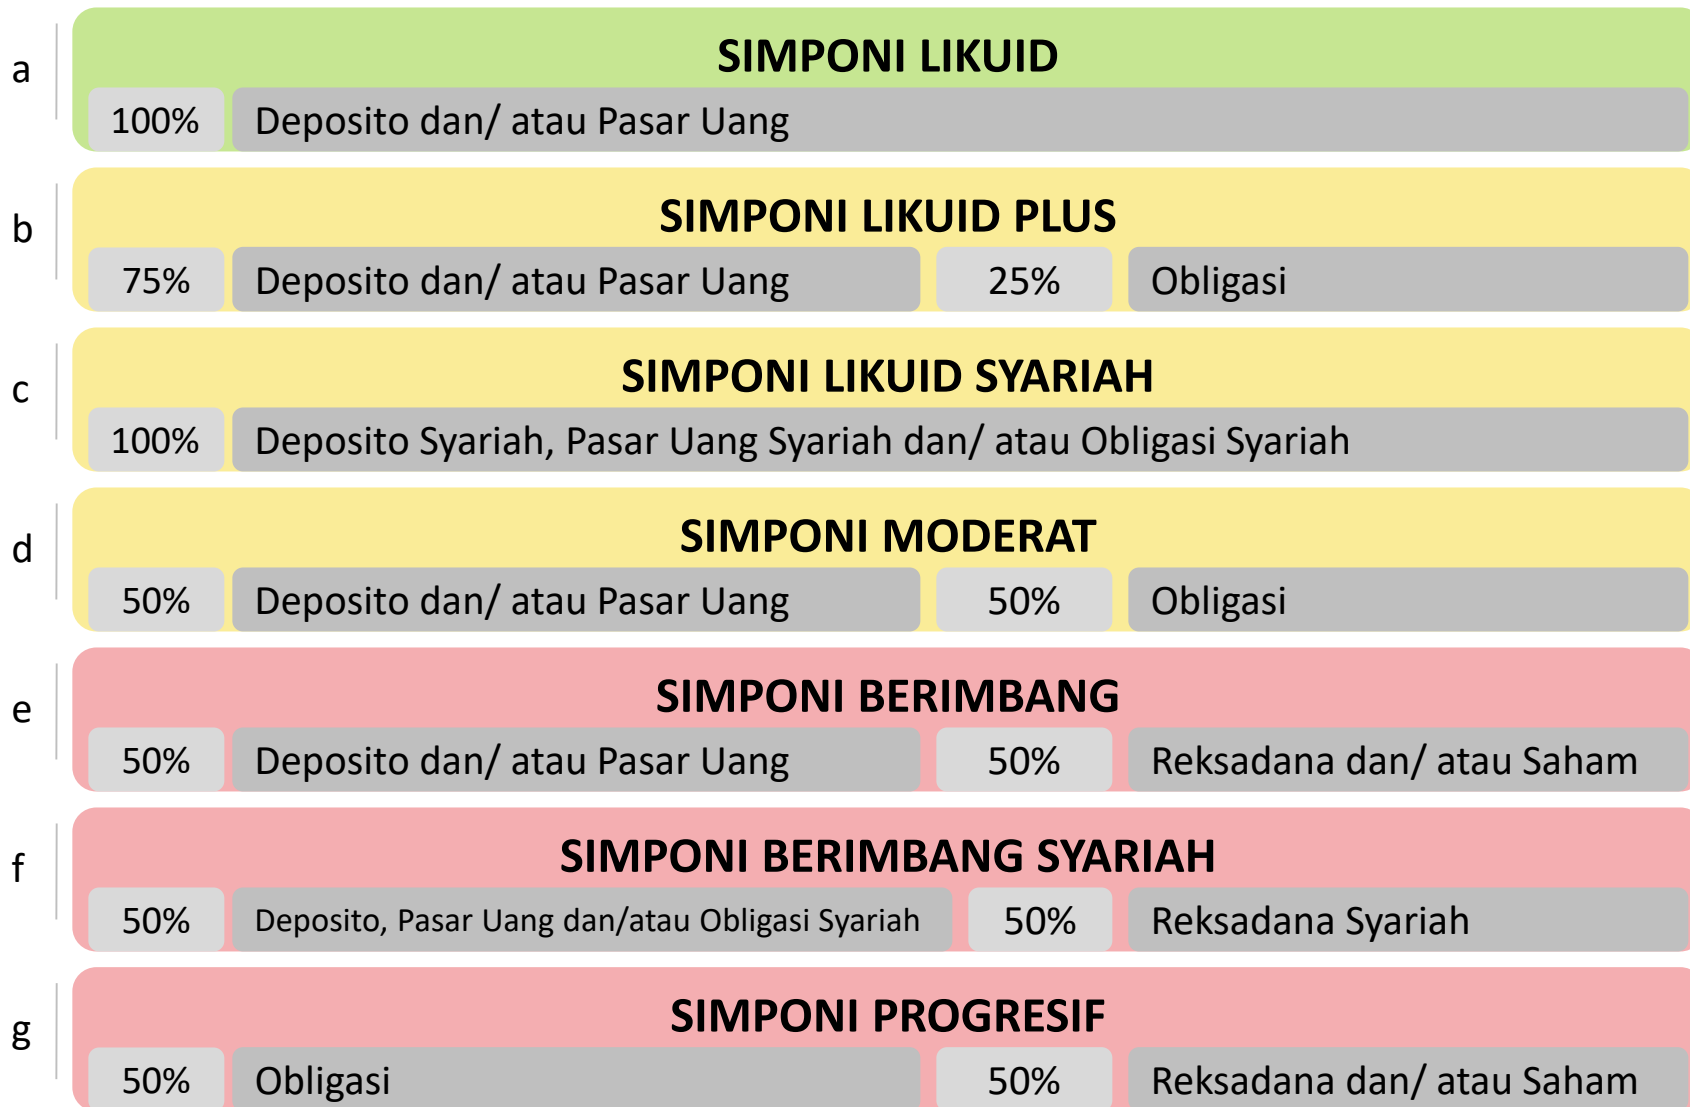 a
SIMPONI LIKUID
100% Deposito dan/ atau Pasar Uang
b
SIMPONI LIKUID PLUS
75% Deposito dan/ atau Pasar Uang 25% Obligasi
c
SIMPONI LIKUID SYARIAH
100% Deposito Syariah, Pasar Uang Syariah dan/ atau Obligasi Syariah
d
SIMPONI MODERAT
50% Deposito dan/ atau Pasar Uang 50% Obligasi
e
SIMPONI BERIMBANG
50% Deposito dan/ atau Pasar Uang 50% Reksadana dan/ atau Saham
f
SIMPONI BERIMBANG SYARIAH
50% Deposito, Pasar Uang dan/atau Obligasi Syariah 50% Reksadana Syariah
g
SIMPONI PROGRESIF
50% Obligasi 50% Reksadana dan/ atau Saham